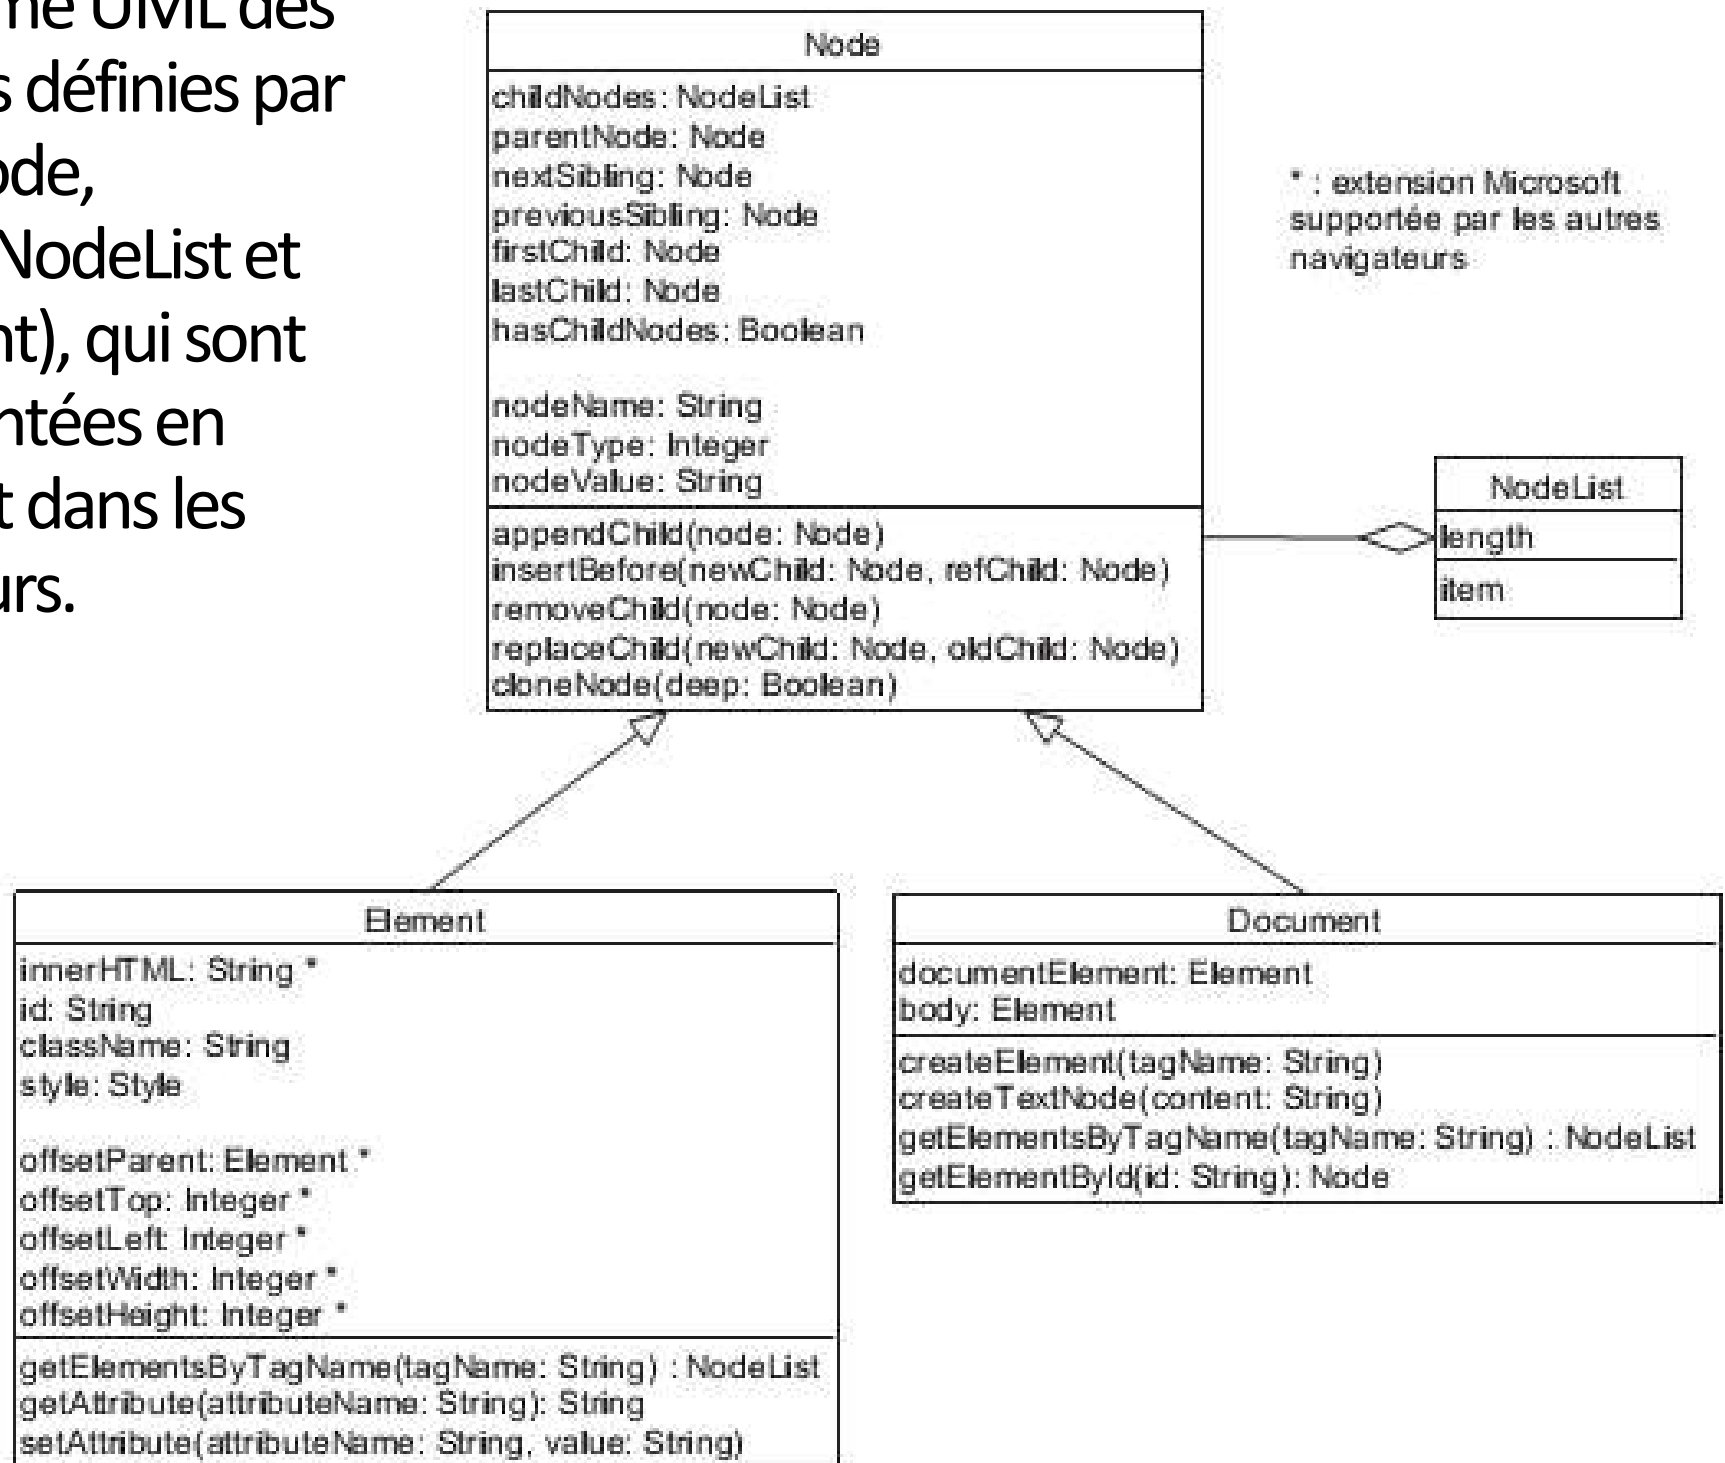 me UML des
s définies par
ode,
NodeList et
nt), qui sont
ntées en
t dans les
urs.
Node
childNodes: NodeList
parentNode: Node
nextSibling: Node
previousSibling: Node
firstChild: Node
lastChild: Node
hasChildNodes: Boolean
nodeName: String
nodeType: Integer
nodeValue: String
appendChild(node: Node)
insertBefore(newChild: Node, refChild: Node)
removeChild(node: Node)
replaceChild(newChild: Node, oldChild: Node)
cloneNode(deep: Boolean)
* : extension Microsoft
supportée par les autres
navigateurs
NodeList
length
item
Element
innerHTML: String *
id: String
className: String
style: Style
offsetParent: Element *
offsetTop: Integer *
offsetLeft: Integer *
offsetWidth: Integer *
offsetHeight: Integer *
getElementsByTagName(tagName: String) : NodeList
getAttribute(attributeName: String): String
setAttribute(attributeName: String, value: String)
Document
documentElement: Element
body: Element
createElement(tagName: String)
createTextNode(content: String)
getElementsByTagName(tagName: String) : NodeList
getElementById(id: String): Node